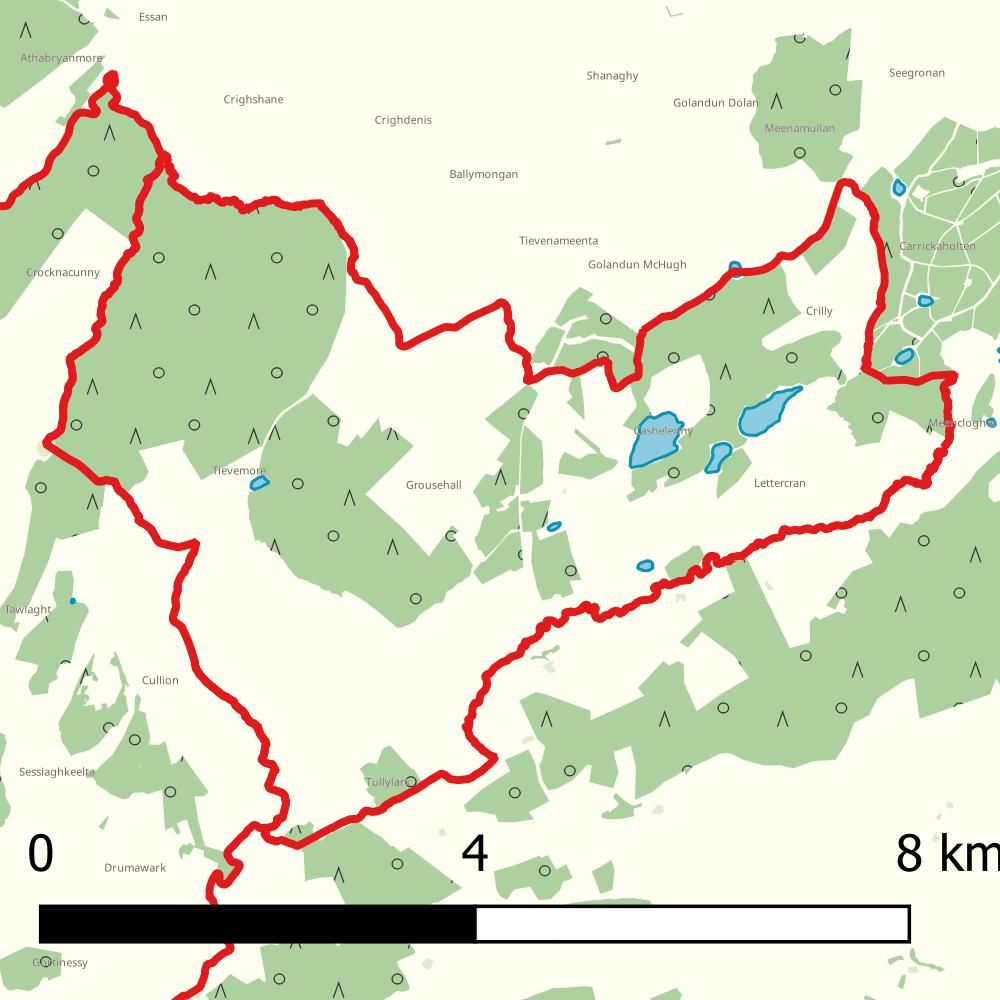 Essan
Athabryanmore
Seegronan
Shanaghy
Crighshane
Golandun Dolan
Crighdenis
Meenamullan
Ballymongan
Tievenameenta
Carrickaholten
Golandun McHugh
Crocknacunny
Crilly
Meencloghe
Cashelenny
Tievemore
Grousehall
Lettercran
Tawlaght
Cullion
Sessiaghkeelta
Tullylark
0 4 8 km
Drumawark
Gortinessy